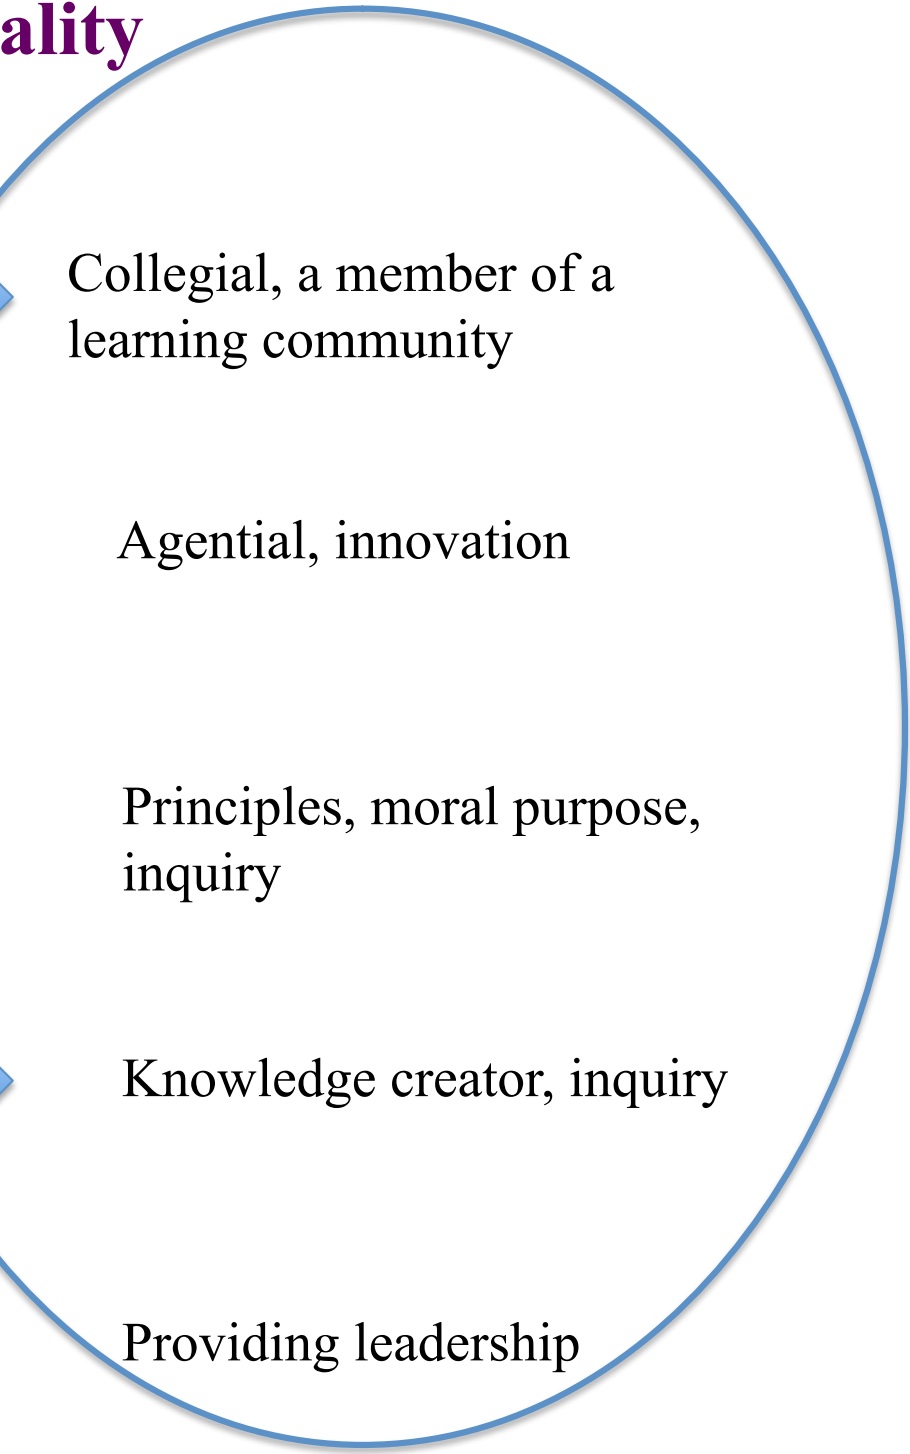 ality
Collegial, a member of a
learning community
Agential, innovation
Principles, moral purpose,
inquiry
Knowledge creator, inquiry
Providing leadership